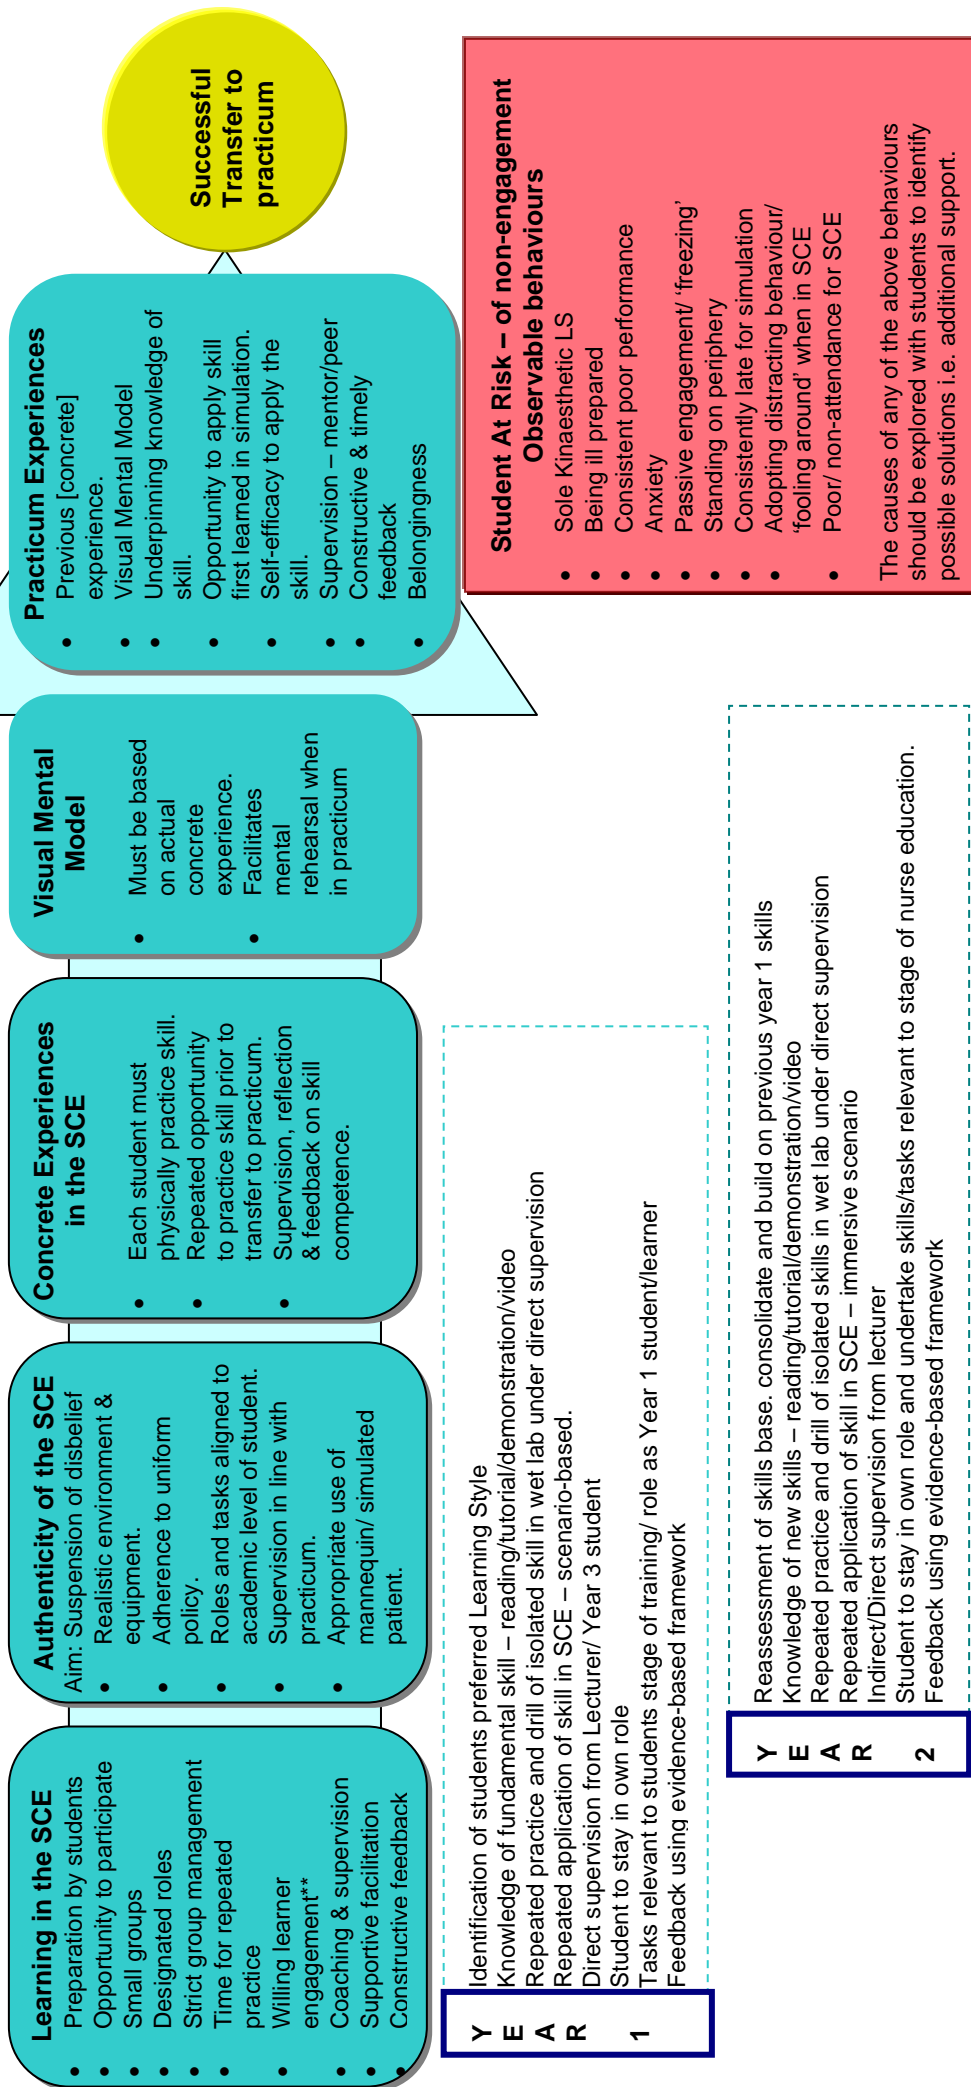 Learning in the SCE
• Preparation by students
• Opportunity to participate
• Small groups
• Designated roles
• Strict group management
• Time for repeated
practice
• Willing learner
engagement**
• Coaching & supervision
• Supportive facilitation
• Constructive feedback
Authenticity of the SCE
Aim: Suspension of disbelief
• Realistic environment &
equipment.
• Adherence to uniform
policy.
• Roles and tasks aligned to
academic level of student.
• Supervision in line with
practicum.
• Appropriate use of
mannequin/ simulated
patient.
Concrete Experiences
in the SCE
• Each student must
physically practice skill.
• Repeated opportunity
to practice skill prior to
transfer to practicum.
• Supervision, reflection
& feedback on skill
competence.
Visual Mental
Model
• Must be based
on actual
concrete
experience.
• Facilitates
mental
rehearsal when
in practicum
Practicum Experiences
• Previous [concrete]
experience.
• Visual Mental Model
• Underpinning knowledge of
skill.
• Opportunity to apply skill
first learned in simulation.
• Self-efficacy to apply the
skill.
• Supervision – mentor/peer
• Constructive & timely
feedback
• Belongingness
Successful
Transfer to
practicum
Y
E
A
R
1
Identification of students preferred Learning Style
Knowledge of fundamental skill – reading/tutorial/demonstration/video
Repeated practice and drill of isolated skill in wet lab under direct supervision
Repeated application of skill in SCE – scenario-based.
Direct supervision from Lecturer/ Year 3 student
Student to stay in own role
Tasks relevant to students stage of training/ role as Year 1 student/learner
Feedback using evidence-based framework
Y
E
A
R
2
Reassessment of skills base. consolidate and build on previous year 1 skills
Knowledge of new skills – reading/tutorial/demonstration/video
Repeated practice and drill of isolated skills in wet lab under direct supervision
Repeated application of skill in SCE – immersive scenario
Indirect/Direct supervision from lecturer
Student to stay in own role and undertake skills/tasks relevant to stage of nurse education.
Feedback using evidence-based framework
Student At Risk – of non-engagement
Observable behaviours
• Sole Kinaesthetic LS
• Being ill prepared
• Consistent poor performance
• Anxiety
• Passive engagement/ ‘freezing’
• Standing on periphery
• Consistently late for simulation
• Adopting distracting behaviour/
‘fooling around’ when in SCE
• Poor/ non-attendance for SCE
The causes of any of the above behaviours
should be explored with students to identify
possible solutions i.e. additional support.